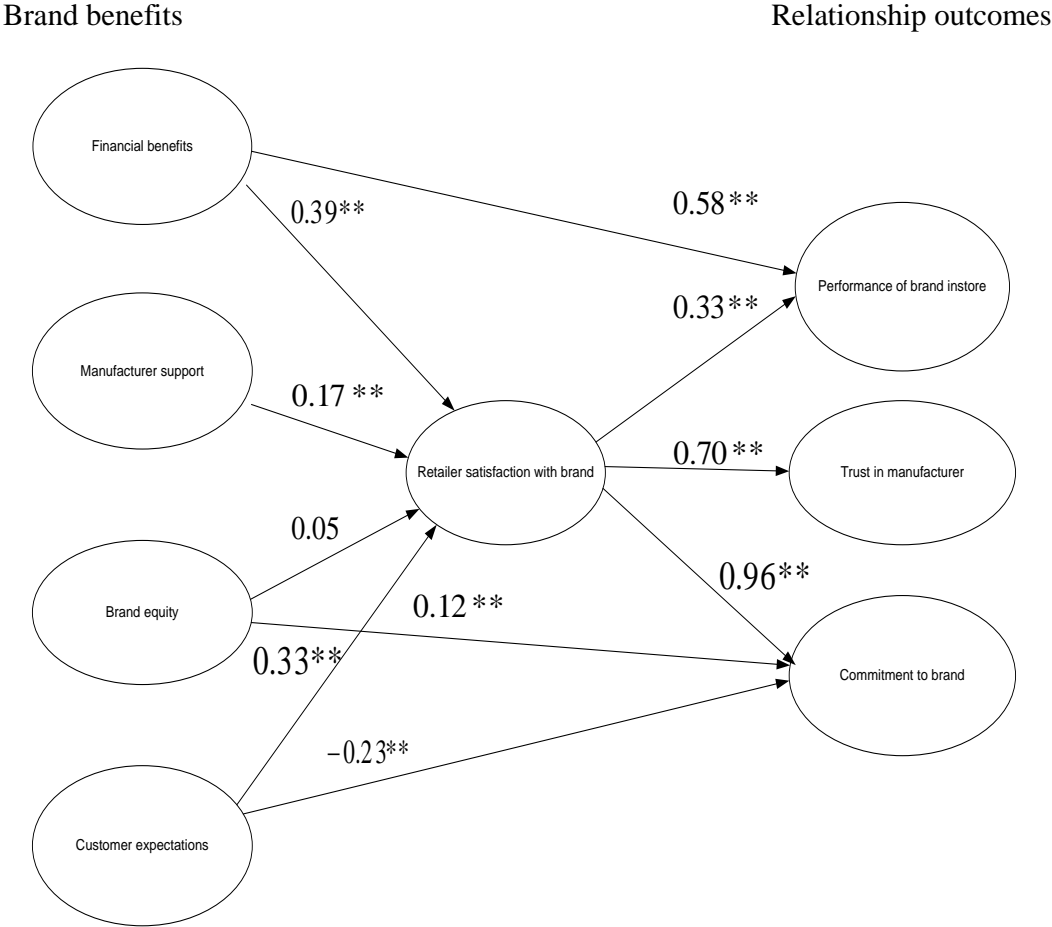 Brand benefits
Relationship outcomes
Financial benefits
0.39**
0.58**
Performance of brand instore
0.33**
Manufacturer support
0.17 **
Retailer satisfaction with brand
0.70 **
Trust in manufacturer
0.05
0.96**
Brand equity
0.12 **
0.33**
Commitment to brand
−0.23**
Customer expectations